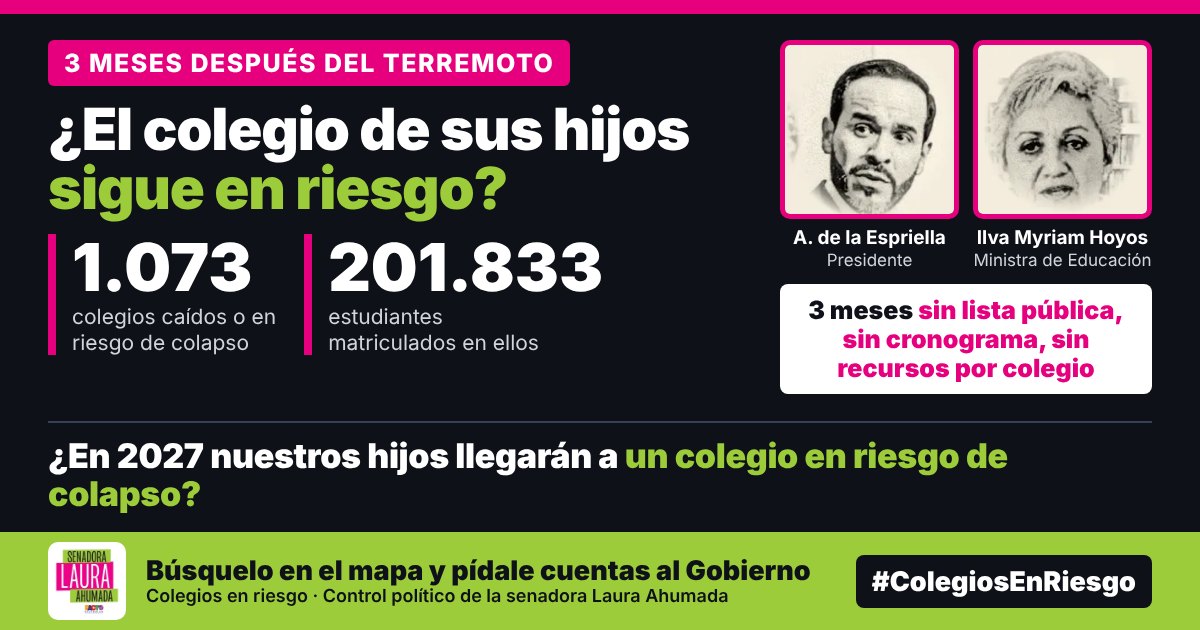 3 MESES DESPUÉS DEL TERREMOTO
¿El colegio de sus hijos
sigue en riesgo?
1.073
colegios caídos o en
riesgo de colapso
201.833
estudiantes
matriculados en ellos
A. de la Espriella
Presidente
Ilva Myriam Hoyos
Ministra de Educación
3 meses sin lista pública,
sin cronograma, sin
recursos por colegio
¿En 2027 nuestros hijos llegarán a un colegio en riesgo de
colapso?
SENADORA
LAURA
AHUMADA
Búsquelo en el mapa y pídale cuentas al Gobierno
Colegios en riesgo · Control político de la senadora Laura Ahumada
#ColegiosEnRiesgo